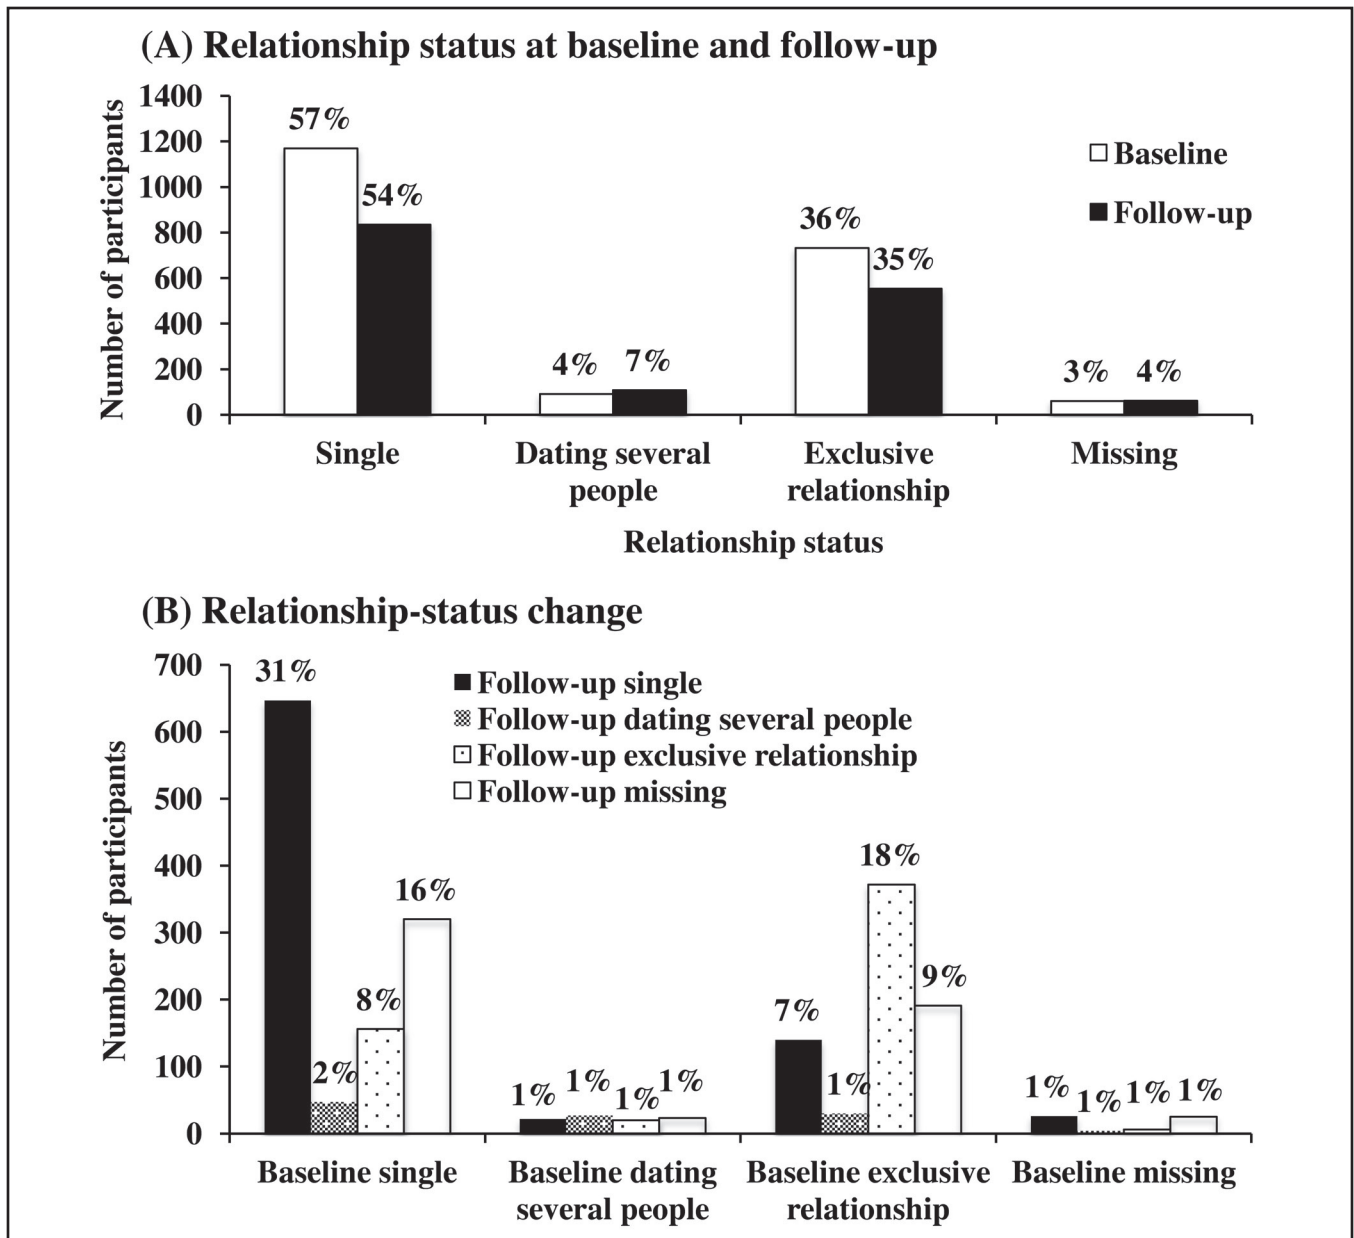 (A) Relationship status at baseline and follow-up
Number of participants
1400
1200
1000
800
600
400
200
0
57%
54%
4%
7%
36%
35%
3%
4%
Baseline
Follow-up
Single
Dating several people
Exclusive relationship
Missing
Relationship status
(B) Relationship-status change
Number of participants
700
600
500
400
300
200
100
0
31%
2%
8%
16%
1%
1%
1%
1%
7%
1%
18%
9%
1%
1%
1%
1%
Follow-up single
Follow-up dating several people
Follow-up exclusive relationship
Follow-up missing
Baseline single
Baseline dating several people
Baseline exclusive relationship
Baseline missing